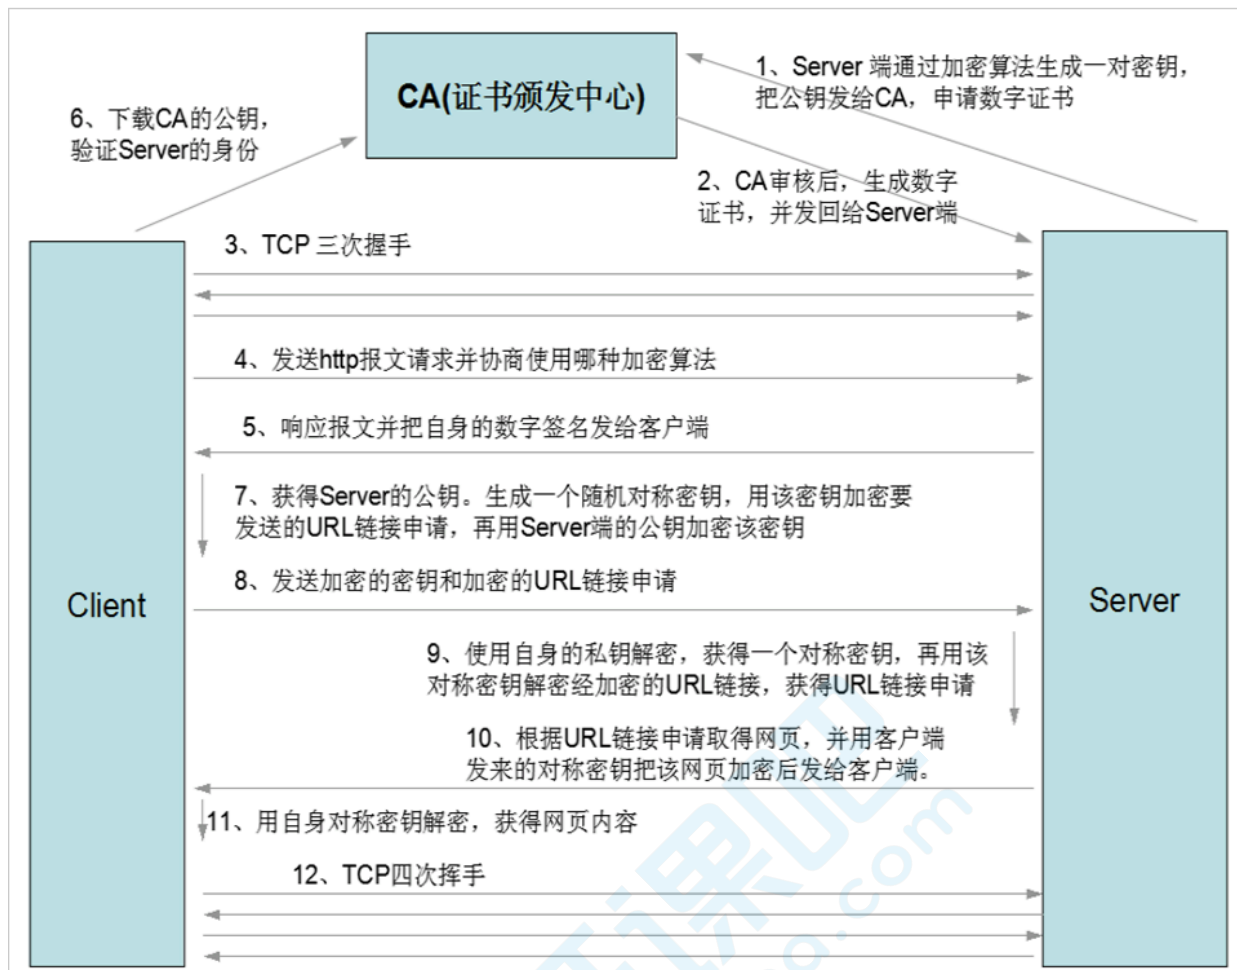 CA(证书颁发中心)
1、Server 端通过加密算法生成一对密钥，
把公钥发给CA，申请数字证书
6、下载CA的公钥，
验证Server的身份
2、CA审核后，生成数字
证书，并发回给Server端
3、TCP 三次握手
4、发送http报文请求并协商使用哪种加密算法
5、响应报文并把自身的数字签名发给客户端
7、获得Server的公钥。生成一个随机对称密钥，用该密钥加密要
发送的URL链接申请，再用Server端的公钥加密该密钥
8、发送加密的密钥和加密的URL链接申请
Client
Server
9、使用自身的私钥解密，获得一个对称密钥，再用该
对称密钥解密经加密的URL链接，获得URL链接申请
10、根据URL链接申请取得网页，并用客户端
发来的对称密钥把该网页加密后发给客户端。
11、用自身对称密钥解密，获得网页内容
12、TCP四次挥手
课吧
.com